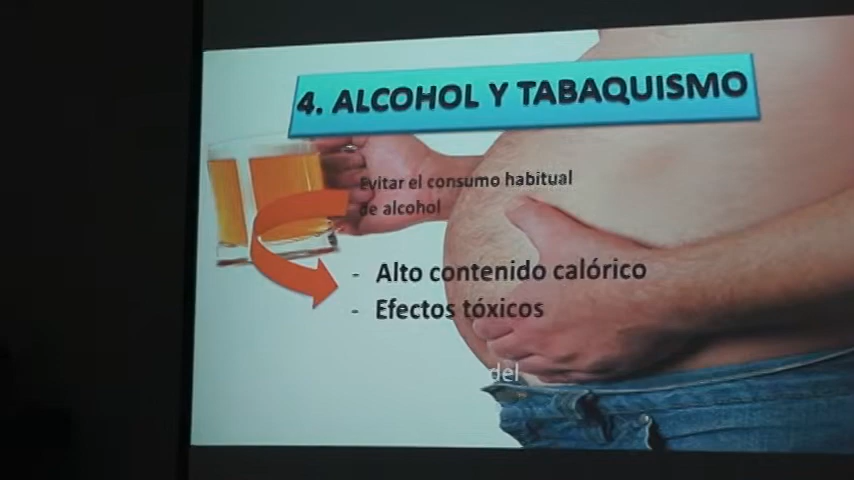 4. ALCOHOL Y TABAQUISMO
Evitar el consumo habitual
de alcohol
- Alto contenido calórico
- Efectos tóxicos
del